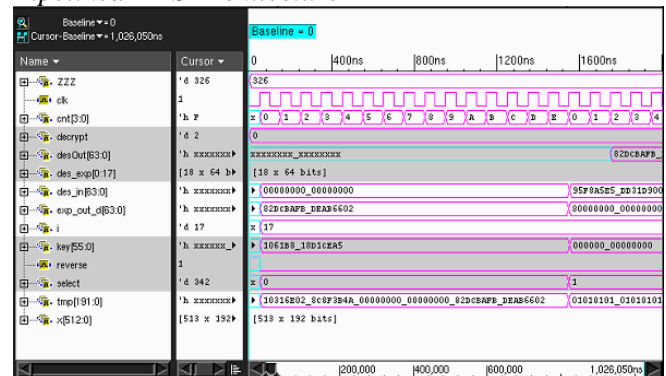 Baseline = 0
Cursor-Baseline = 1,026,050ns
Baseline = 0
Name Cursor 0 400ns 800ns 1200ns 1600ns
ZZZ 'd 326 326
clk 1
cnt[3:0] 'h F x 0 1 2 3 4 5 6 7 8 9 A B C D E 0 1 2 3 4
decrypt 'd 2 0
desOut[63:0] 'h xxxxxxx xxxxxxxx_xxxxxxxx 82DCBAFB_
des_exp[0:17] [18 x 64 b [18 x 64 bits]
des_in[63:0] 'h xxxxxxx 00000000_00000000 95F8A5E5_DD31D900
exp_out_d[63:0] 'h xxxxxxx 82DCBAFB_DEAB6602 80000000_00000000
i 'd 17 x 17
key[55:0] 'h xxxxxx_ 1061B8_18D1CEA5 000000_00000000
reverse 1
select 'd 342 x 0 1
tmp[191:0] 'h xxxxxxx 10316E02_8C8F3B4A_00000000_00000000_82DCBAFB_DEAB6602 01010101_01010101
x[512:0] [513 x 192 [513 x 192 bits]
200,000 400,000 600,000 1,026,050ns